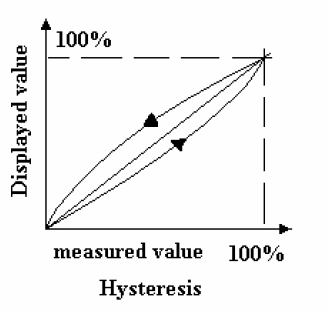 100%
Displayed value
measured value 100%
Hysteresis